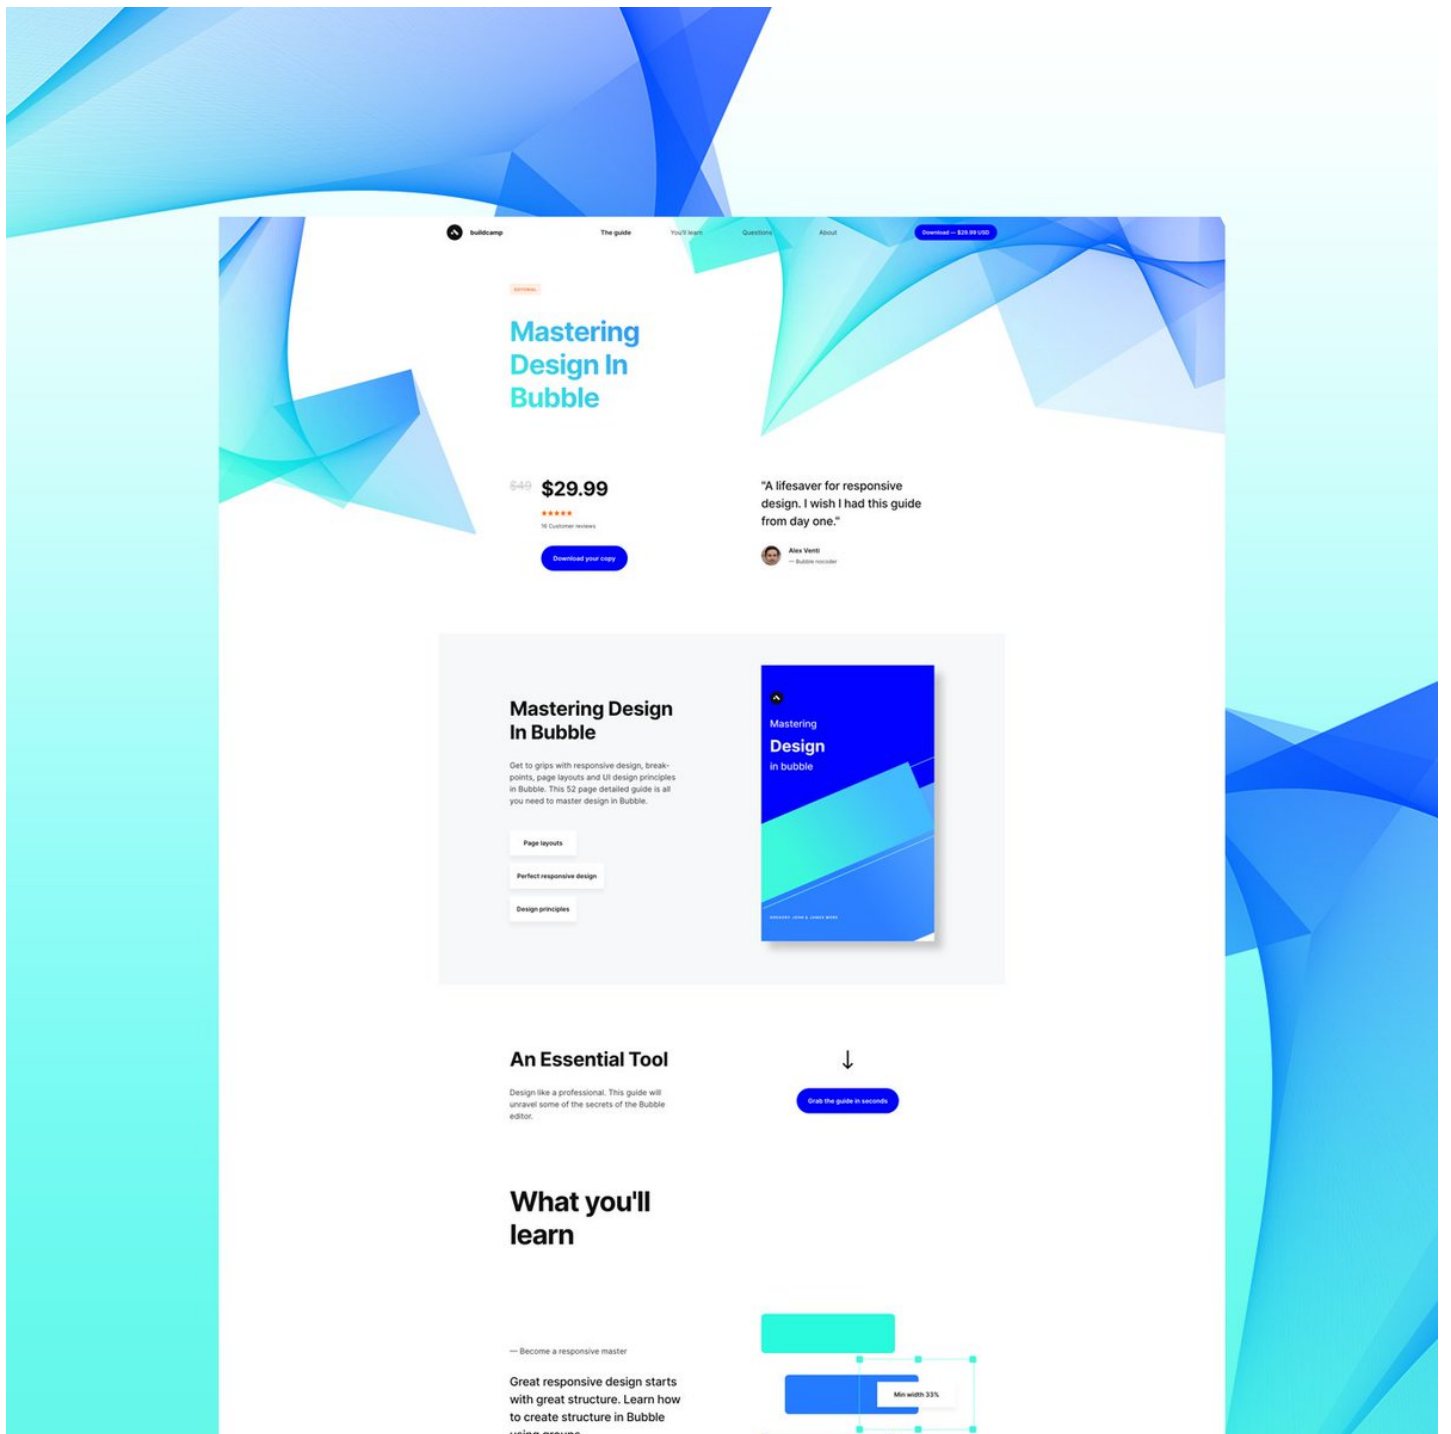 buildcamp
The guide
You'll learn
Questions
About
Download — $29.99 USD
EDITORIAL
Mastering
Design In
Bubble
$49 $29.99
16 Customer reviews
Download your copy
"A lifesaver for responsive
design. I wish I had this guide
from day one."
Alex Venti
— Bubble nocoder
Mastering Design
In Bubble
Get to grips with responsive design, break-
points, page layouts and UI design principles
in Bubble. This 52 page detailed guide is all
you need to master design in Bubble.
Page layouts
Perfect responsive design
Design principles
Mastering
Design
in bubble
GREGORY JOHN & JAMES
An Essential Tool
Design like a professional. This guide will
unravel some of the secrets of the Bubble
editor.
Grab the guide in seconds
What you'll
learn
— Become a responsive master
Great responsive design starts
with great structure. Learn how
to create structure in Bubble
using groups
Min width 33%